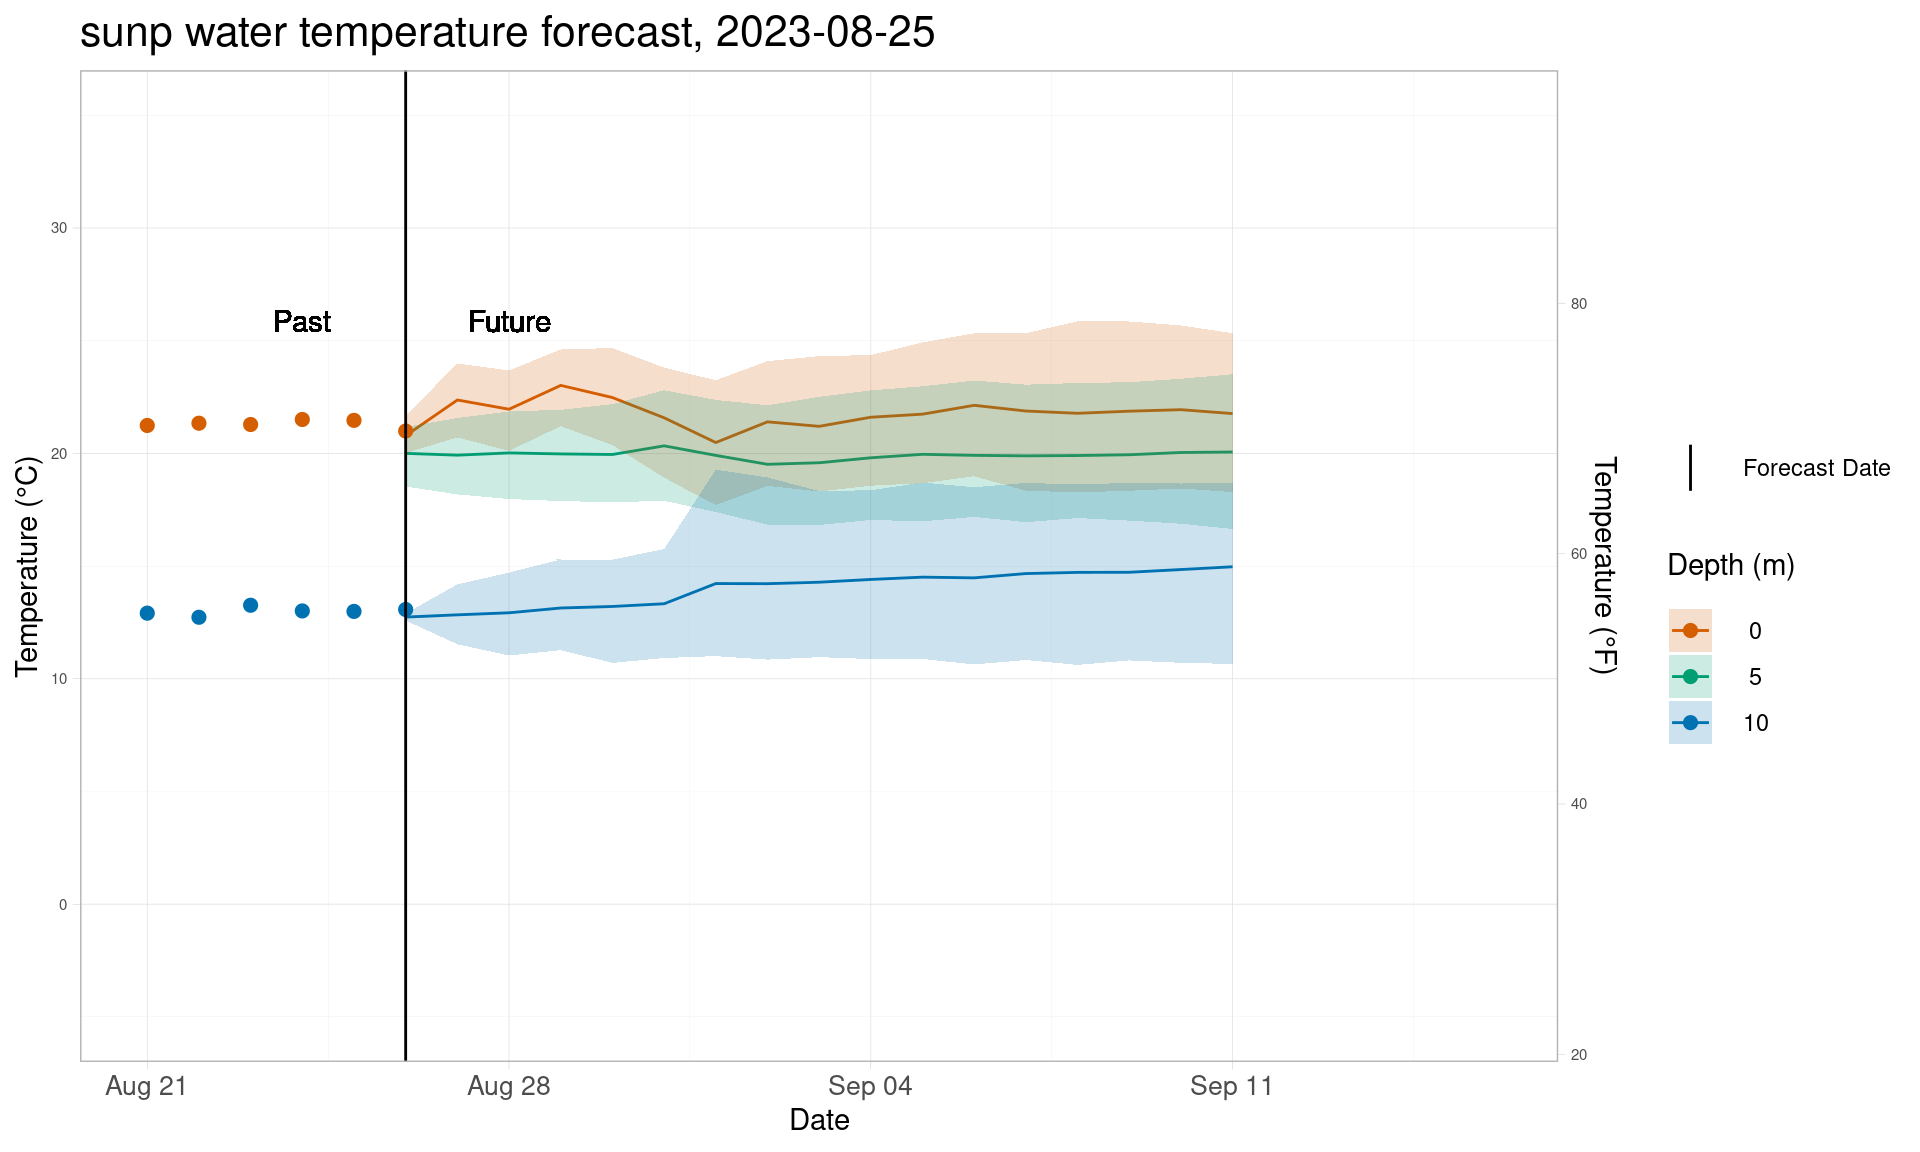 sunp water temperature forecast, 2023-08-25
Past
Future
30
20
10
0
Temperature (°C)
80
60
40
20
Temperature (°F)
Aug 21
Aug 28
Sep 04
Sep 11
Date
Forecast Date
Depth (m)
0
5
10